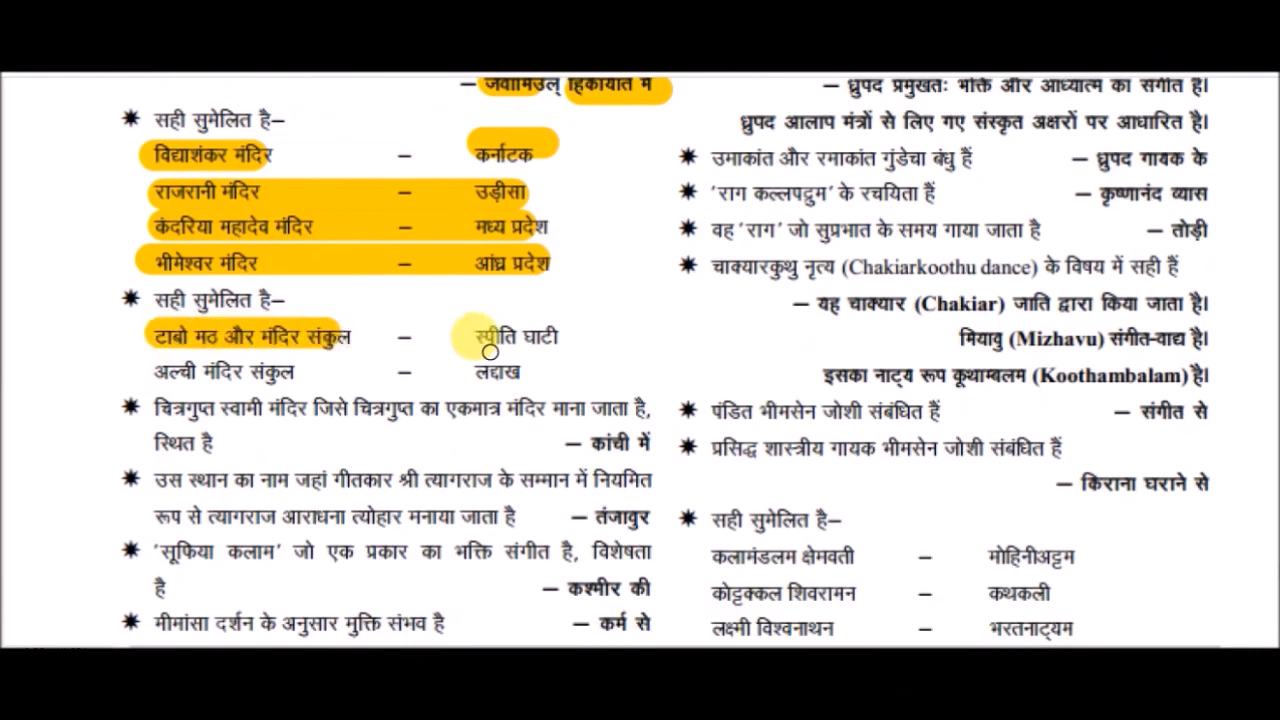 – जवामिउल् हिकायात में
✷ सही सुमेलित है–
विद्याशंकर मंदिर – कर्नाटक
राजरानी मंदिर – उड़ीसा
कंदरिया महादेव मंदिर – मध्य प्रदेश
भीमेश्वर मंदिर – आंध्र प्रदेश
✷ सही सुमेलित है–
टाबो मठ और मंदिर संकुल – स्पीति घाटी
अल्ची मंदिर संकुल – लद्दाख
✷ चित्रगुप्त स्वामी मंदिर जिसे चित्रगुप्त का एकमात्र मंदिर माना जाता है,
स्थित है – कांची में
✷ उस स्थान का नाम जहां गीतकार श्री त्यागराज के सम्मान में नियमित
रूप से त्यागराज आराधना त्योहार मनाया जाता है – तंजावुर
✷ 'सूफिया कलाम' जो एक प्रकार का भक्ति संगीत है, विशेषता
है – कश्मीर की
✷ मीमांसा दर्शन के अनुसार मुक्ति संभव है – कर्म से
– ध्रुपद प्रमुखतः भक्ति और आध्यात्म का संगीत है।
ध्रुपद आलाप मंत्रों से लिए गए संस्कृत अक्षरों पर आधारित है।
✷ उमाकांत और रमाकांत गुंडेचा बंधु हैं – ध्रुपद गायक के
✷ 'राग कल्लपद्रुम' के रचयिता हैं – कृष्णानंद व्यास
✷ वह 'राग' जो सुप्रभात के समय गाया जाता है – तोड़ी
✷ चाक्यारकुथु नृत्य (Chakiarkoothu dance) के विषय में सही हैं
– यह चाक्यार (Chakiar) जाति द्वारा किया जाता है।
मियावु (Mizhavu) संगीत-वाद्य है।
इसका नाट्य रूप कूथाम्बलम (Koothambalam) है।
✷ पंडित भीमसेन जोशी संबंधित हैं – संगीत से
✷ प्रसिद्ध शास्त्रीय गायक भीमसेन जोशी संबंधित हैं
– किराना घराने से
✷ सही सुमेलित है–
कलामंडलम क्षेमवती – मोहिनीअट्टम
कोट्टक्कल शिवरामन – कथकली
लक्ष्मी विश्वनाथन – भरतनाट्यम